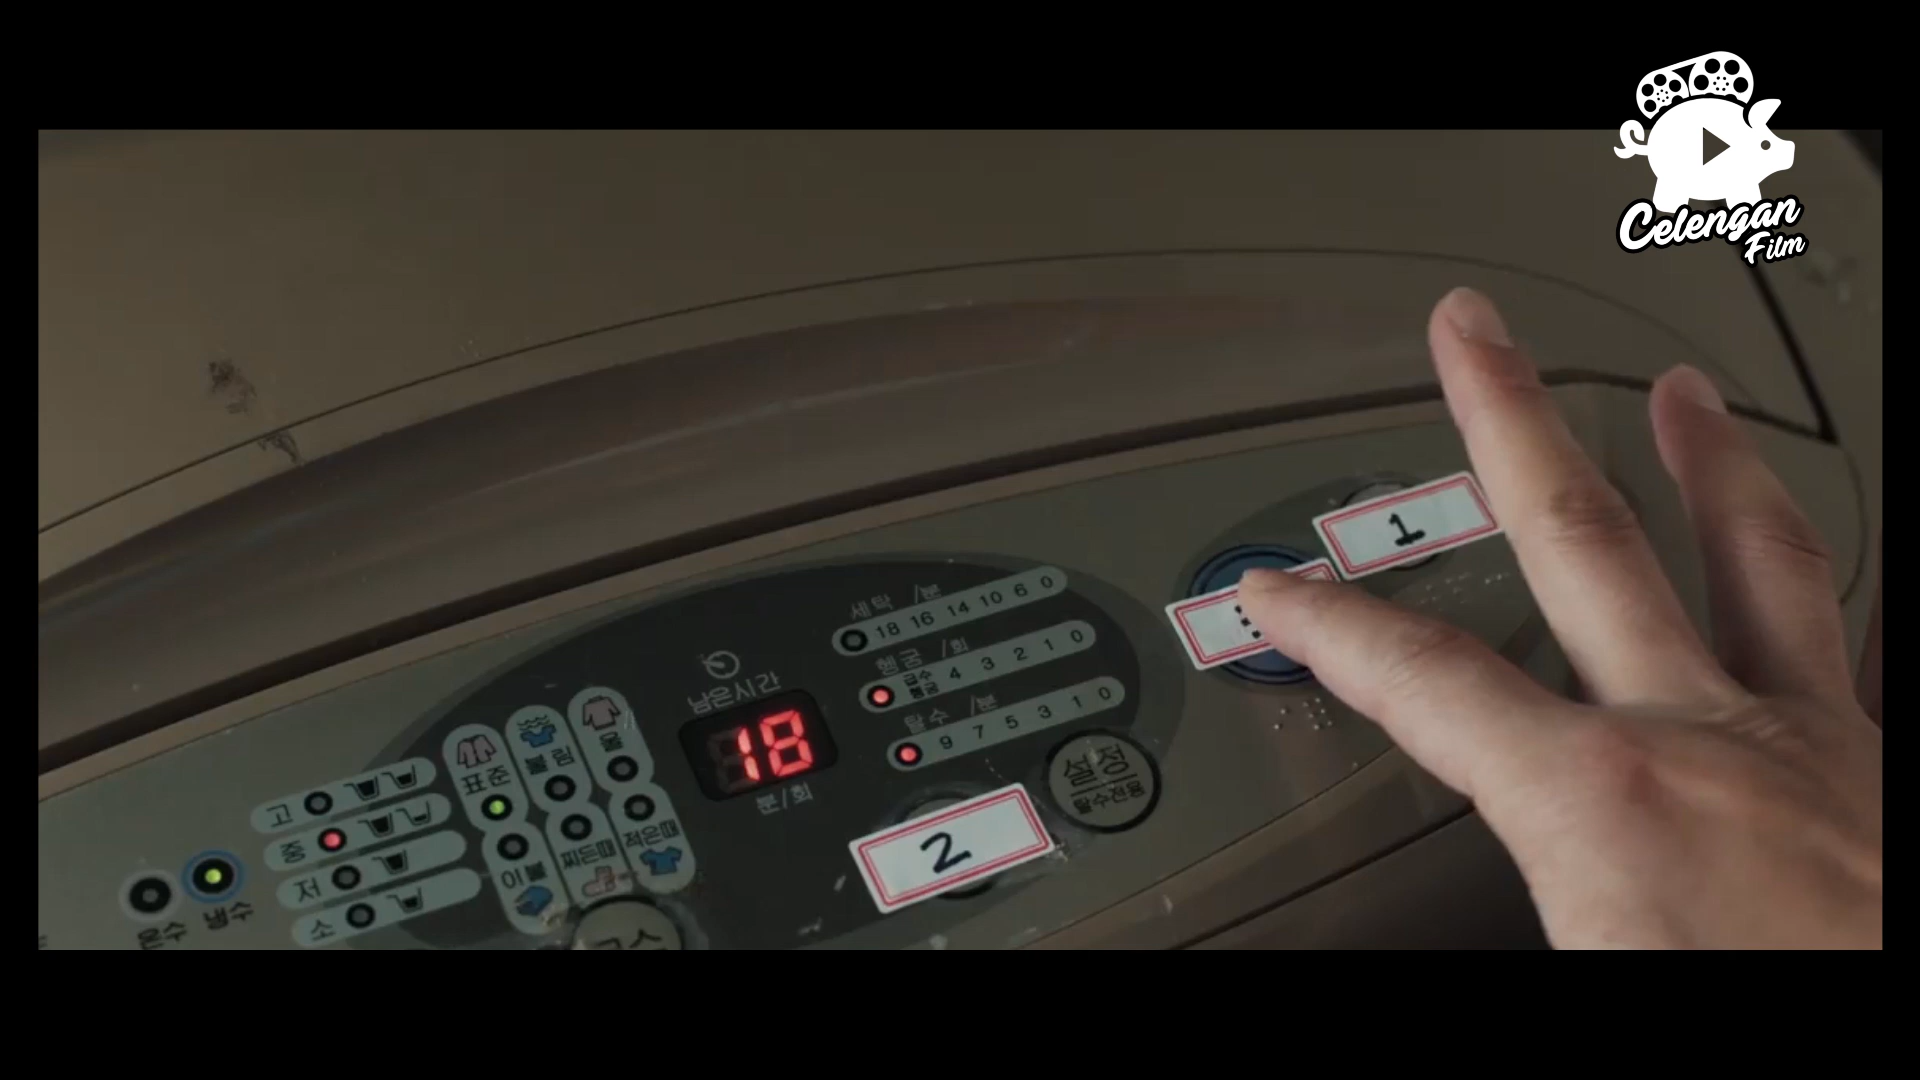 Celengan
Film
1
세탁 /분
18 16 14 10 6 0
헹굼 /회
급수
헹굼 4 3 2 1 0
탈수 /분
9 7 5 3 1 0
남은시간
18
분/회
설정
탈수전용
2
울
불림
표준
적은때
찌든때
이불
고
중
저
소
온수
냉수